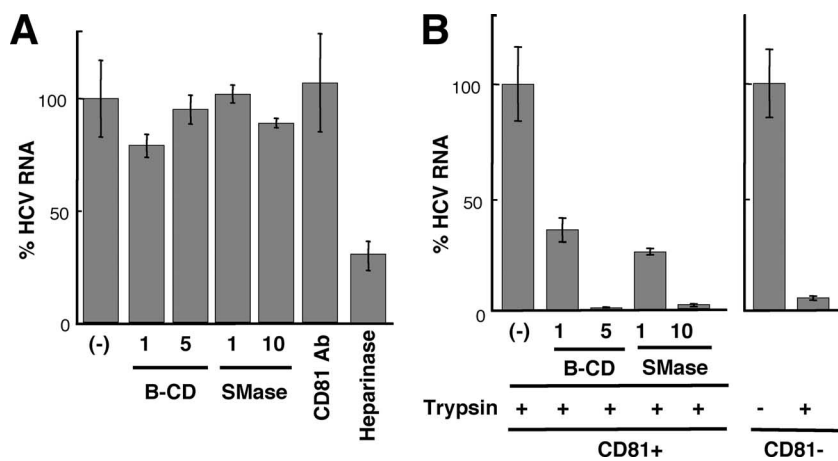 A
% HCV RNA
100
50
0
(-) 1 5 1 10 CD81 Ab Heparinase
B-CD SMase
B
% HCV RNA
100
50
0
(-) 1 5 1 10
B-CD SMase
Trypsin + + + + + - +
CD81+ CD81-